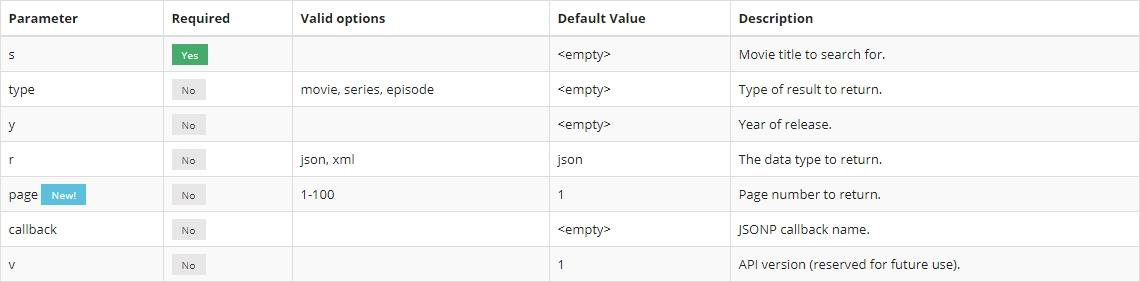 Parameter Required Valid options Default Value Description
s Yes <empty> Movie title to search for.
type No movie, series, episode <empty> Type of result to return.
y No <empty> Year of release.
r No json, xml json The data type to return.
page New! No 1-100 1 Page number to return.
callback No <empty> JSONP callback name.
v No 1 API version (reserved for future use).